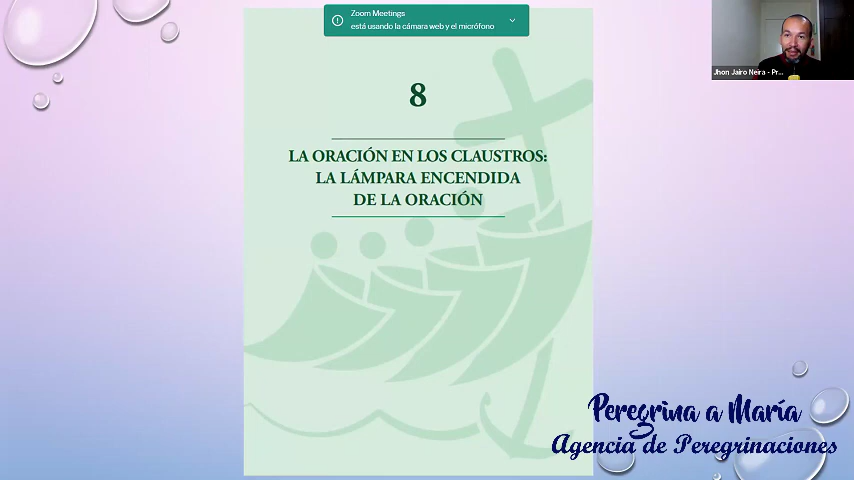 Zoom Meetings
está usando la cámara web y el micrófono
Jhon Jairo Neira - Pr...
8
LA ORACIÓN EN LOS CLAUSTROS:
LA LÁMPARA ENCENDIDA
DE LA ORACIÓN
Peregrina a María
Agencia de Peregrinaciones